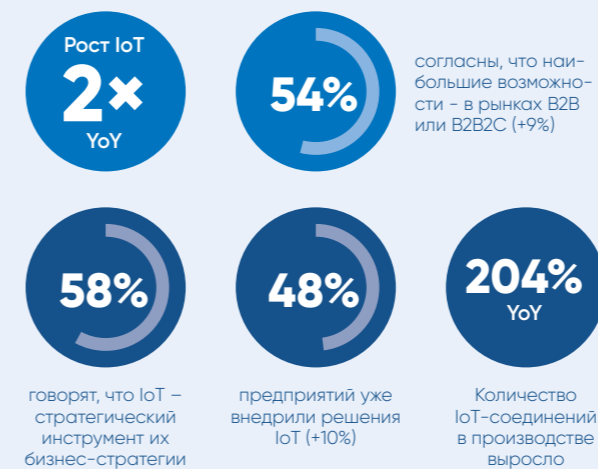 Рост IoT
2×
YoY
54%
согласны, что наи-
большие возможно-
сти - в рынках B2B
или B2B2C (+9%)
58%
говорят, что IoT –
стратегический
инструмент их
бизнес-стратегии
48%
предприятий уже
внедрили решения
IoT (+10%)
204%
YoY
Количество
IoT-соединений
в производстве
выросло